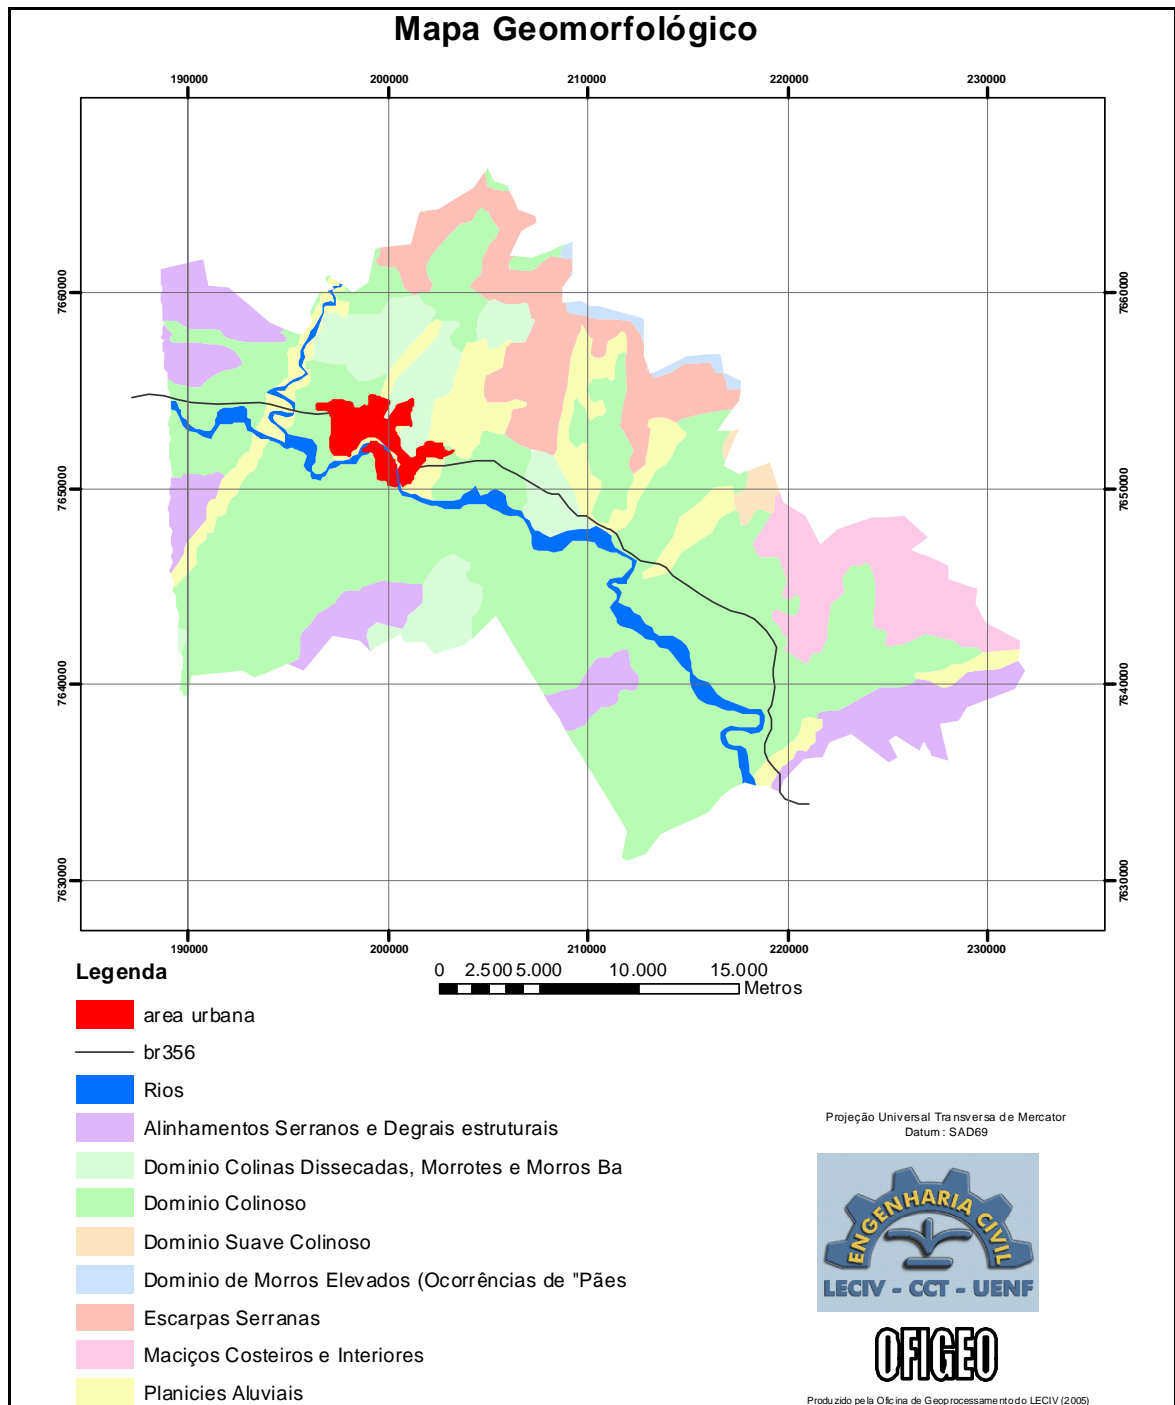 Mapa Geomorfológico
190000 200000 210000 220000 230000
7660000 7660000
7650000 7650000
7640000 7640000
7630000 7630000
190000 200000 210000 220000 230000
Legenda
0 2.500 5.000 10.000 15.000
Metros
area urbana
br356
Rios
Alinhamentos Serranos e Degrais estruturais
Dominio Colinas Dissecadas, Morrotes e Morros Ba
Dominio Colinoso
Dominio Suave Colinoso
Dominio de Morros Elevados (Ocorrências de "Pães
Escarpas Serranas
Maciços Costeiros e Interiores
Planicies Aluviais
Projeção Universal Transversa de Mercator
Datum: SAD69
ENGENHARIA CIVIL
LECIV - CCT - UENF
OFIGEO
Produzido pela Oficina de Geoprocessamento do LECIV (2005)